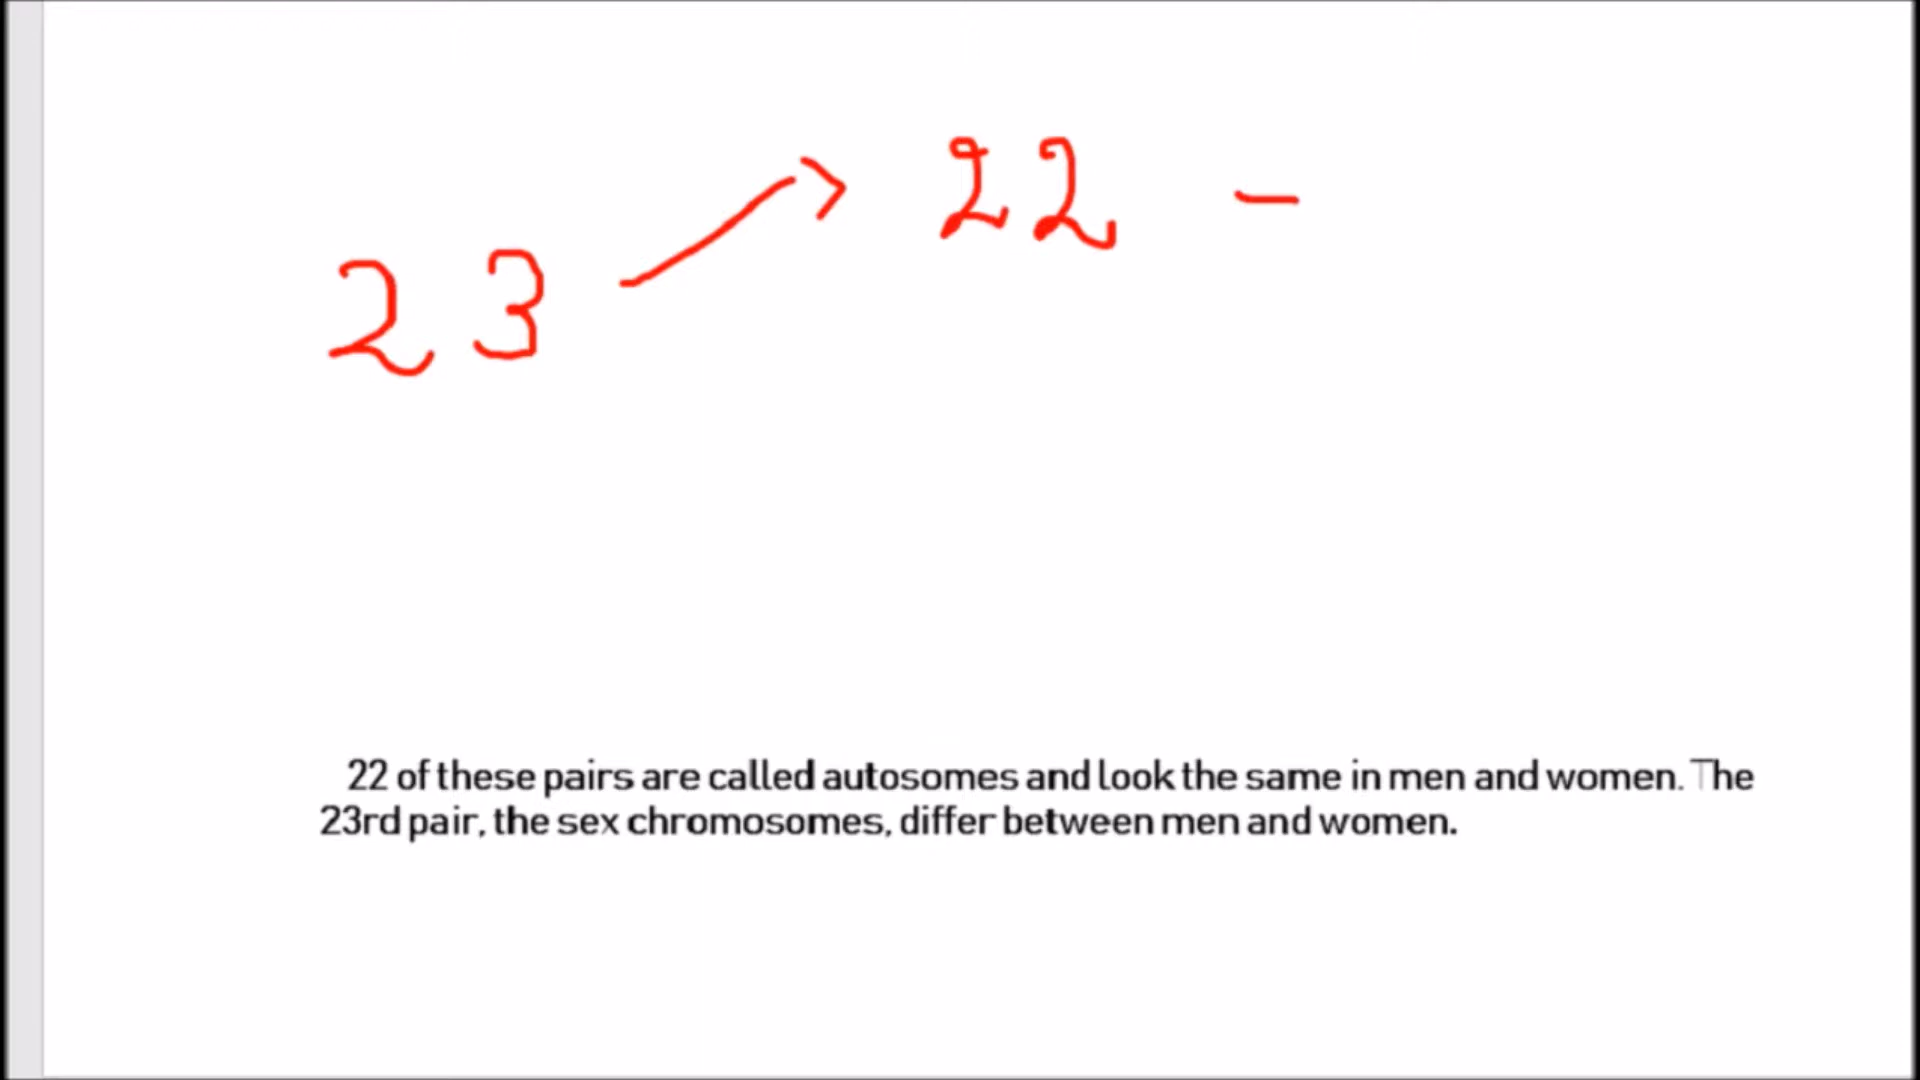 23 → 22 -
22 of these pairs are called autosomes and look the same in men and women. The
23rd pair, the sex chromosomes, differ between men and women.